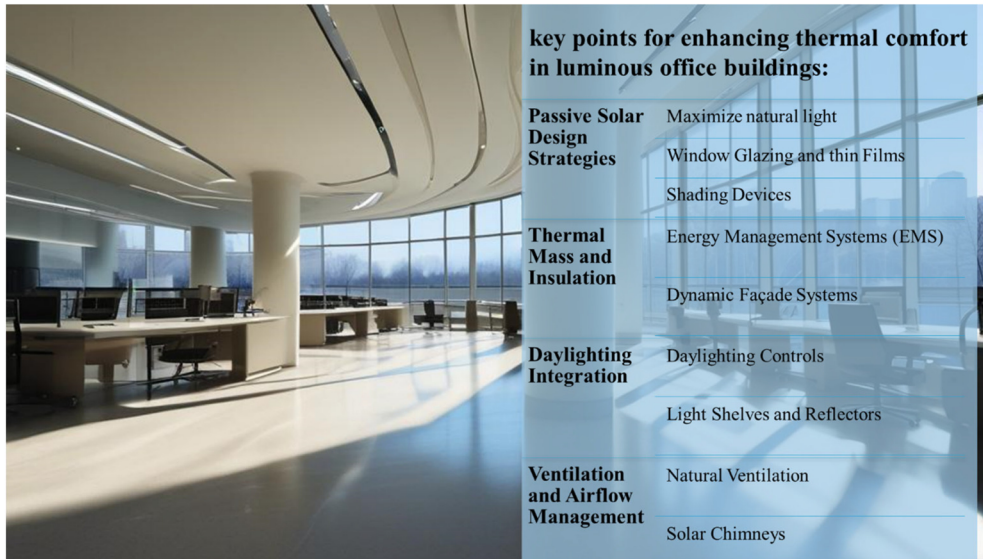 key points for enhancing thermal comfort
in luminous office buildings:
Passive Solar
Design
Strategies
Maximize natural light
Window Glazing and thin Films
Shading Devices
Thermal
Mass and
Insulation
Energy Management Systems (EMS)
Dynamic Façade Systems
Daylighting
Integration
Daylighting Controls
Light Shelves and Reflectors
Ventilation
and Airflow
Management
Natural Ventilation
Solar Chimneys